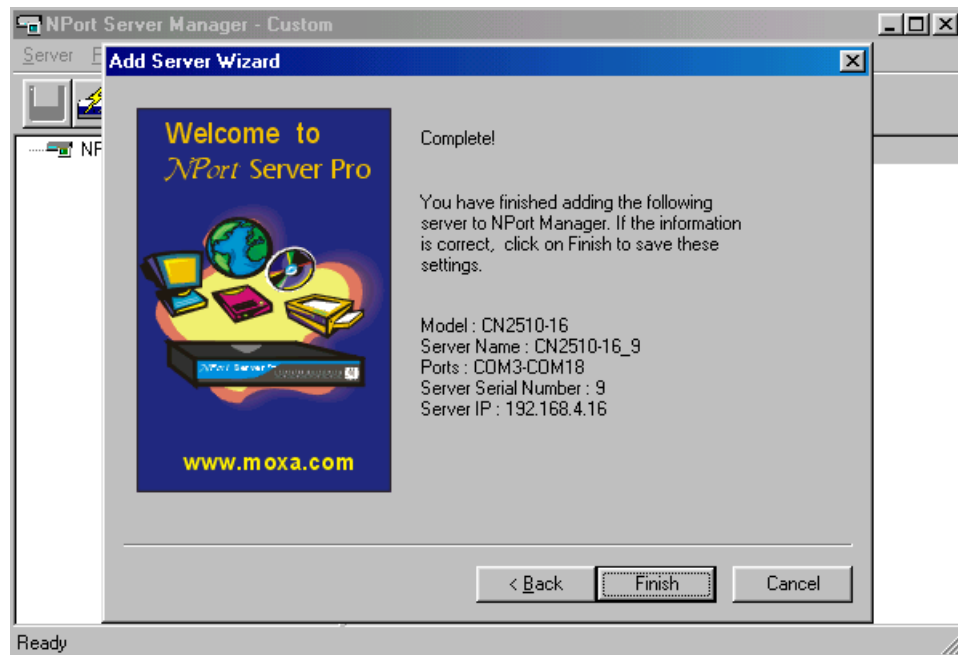 NPort Server Manager - Custom
Server F
Add Server Wizard
NP
Welcome to
NPort Server Pro
www.moxa.com
Complete!
You have finished adding the following
server to NPort Manager. If the information
is correct, click on Finish to save these
settings.
Model : CN2510-16
Server Name : CN2510-16_9
Ports : COM3-COM18
Server Serial Number : 9
Server IP : 192.168.4.16
< Back
Finish
Cancel
Ready